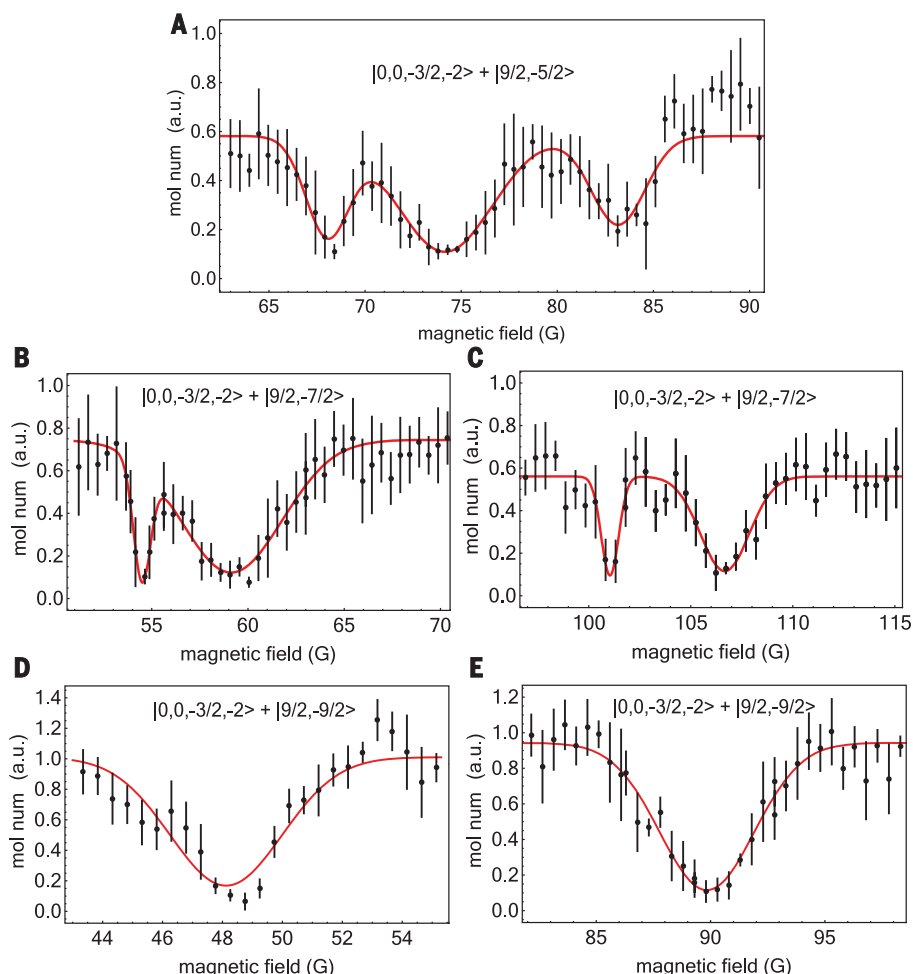 A
|0,0,-3/2,-2> + |9/2,-5/2>
mol num (a.u.)
1.0
0.8
0.6
0.4
0.2
0.0
65 70 75 80 85 90
magnetic field (G)
B
|0,0,-3/2,-2> + |9/2,-7/2>
mol num (a.u.)
1.0
0.8
0.6
0.4
0.2
0.0
55 60 65 70
magnetic field (G)
C
|0,0,-3/2,-2> + |9/2,-7/2>
mol num (a.u.)
1.0
0.8
0.6
0.4
0.2
0.0
100 105 110 115
magnetic field (G)
D
|0,0,-3/2,-2> + |9/2,-9/2>
mol num (a.u.)
1.4
1.2
1.0
0.8
0.6
0.4
0.2
0.0
44 46 48 50 52 54
magnetic field (G)
E
|0,0,-3/2,-2> + |9/2,-9/2>
mol num (a.u.)
1.2
1.0
0.8
0.6
0.4
0.2
0.0
85 90 95
magnetic field (G)